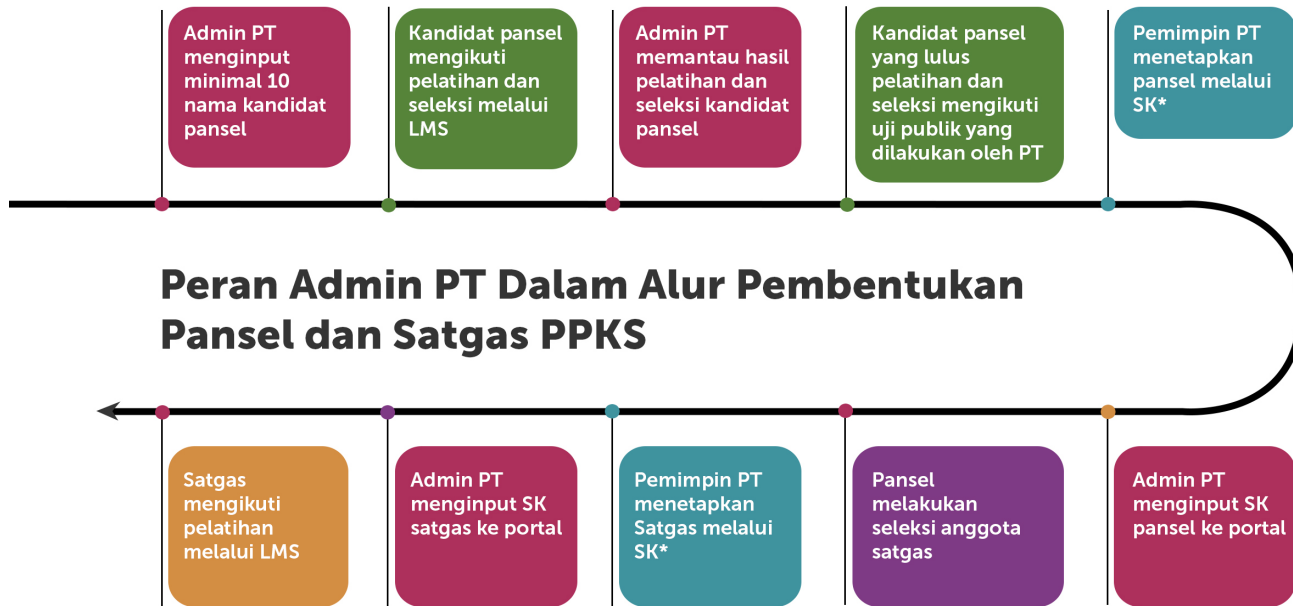 Admin PT
menginput
minimal 10
nama kandidat
pansel
Kandidat pansel
mengikuti
pelatihan dan
seleksi melalui
LMS
Admin PT
memantau hasil
pelatihan dan
seleksi kandidat
pansel
Kandidat pansel
yang lulus
pelatihan dan
seleksi mengikuti
uji publik yang
dilakukan oleh PT
Pemimpin PT
menetapkan
pansel melalui
SK*
Peran Admin PT Dalam Alur Pembentukan
Pansel dan Satgas PPKS
Satgas
mengikuti
pelatihan
melalui LMS
Admin PT
menginput SK
satgas ke portal
Pemimpin PT
menetapkan
Satgas melalui
SK*
Pansel
melakukan
seleksi anggota
satgas
Admin PT
menginput SK
pansel ke portal